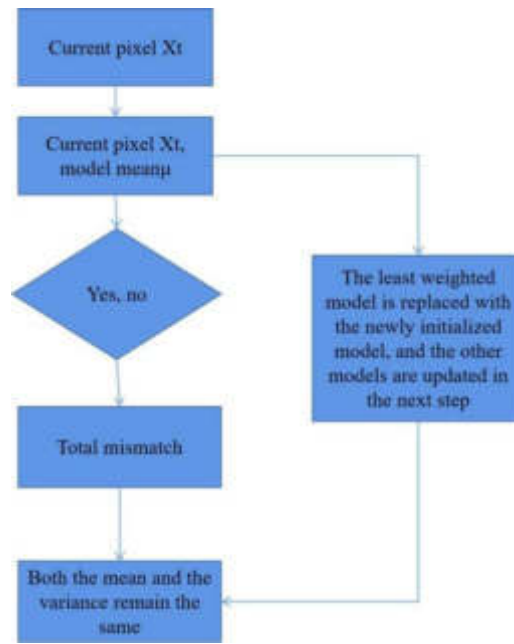 Current pixel Xt
Current pixel Xt,
model meanμ
Yes, no
The least weighted
model is replaced with
the newly initialized
model, and the other
models are updated in
the next step
Total mismatch
Both the mean and the
variance remain the
same